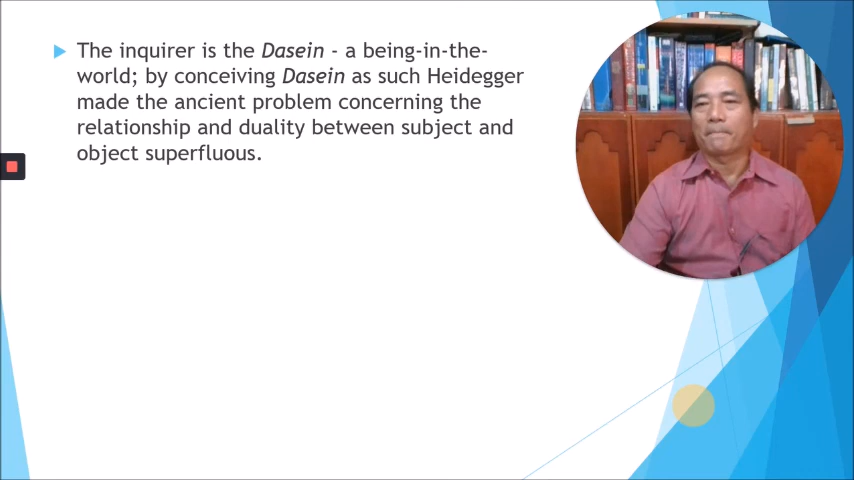 The inquirer is the Dasein - a being-in-the-
world; by conceiving Dasein as such Heidegger
made the ancient problem concerning the
relationship and duality between subject and
object superfluous.